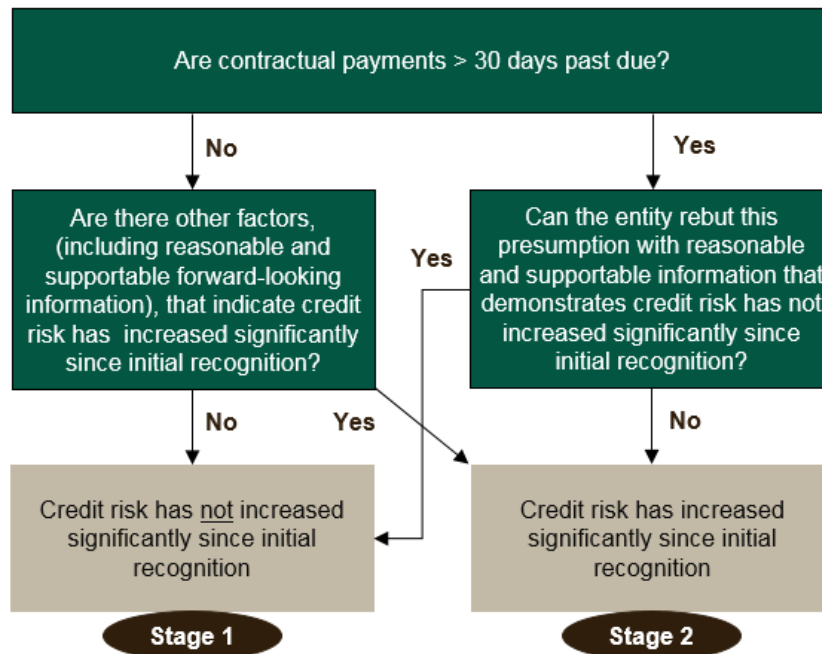 Are contractual payments > 30 days past due?
No
Yes
Are there other factors,
(including reasonable and
supportable forward-looking
information), that indicate credit
risk has increased significantly
since initial recognition?
Yes
Can the entity rebut this
presumption with reasonable
and supportable information that
demonstrates credit risk has not
increased significantly since
initial recognition?
No
Yes
No
Credit risk has not increased
significantly since initial
recognition
Credit risk has increased
significantly since initial
recognition
Stage 1
Stage 2